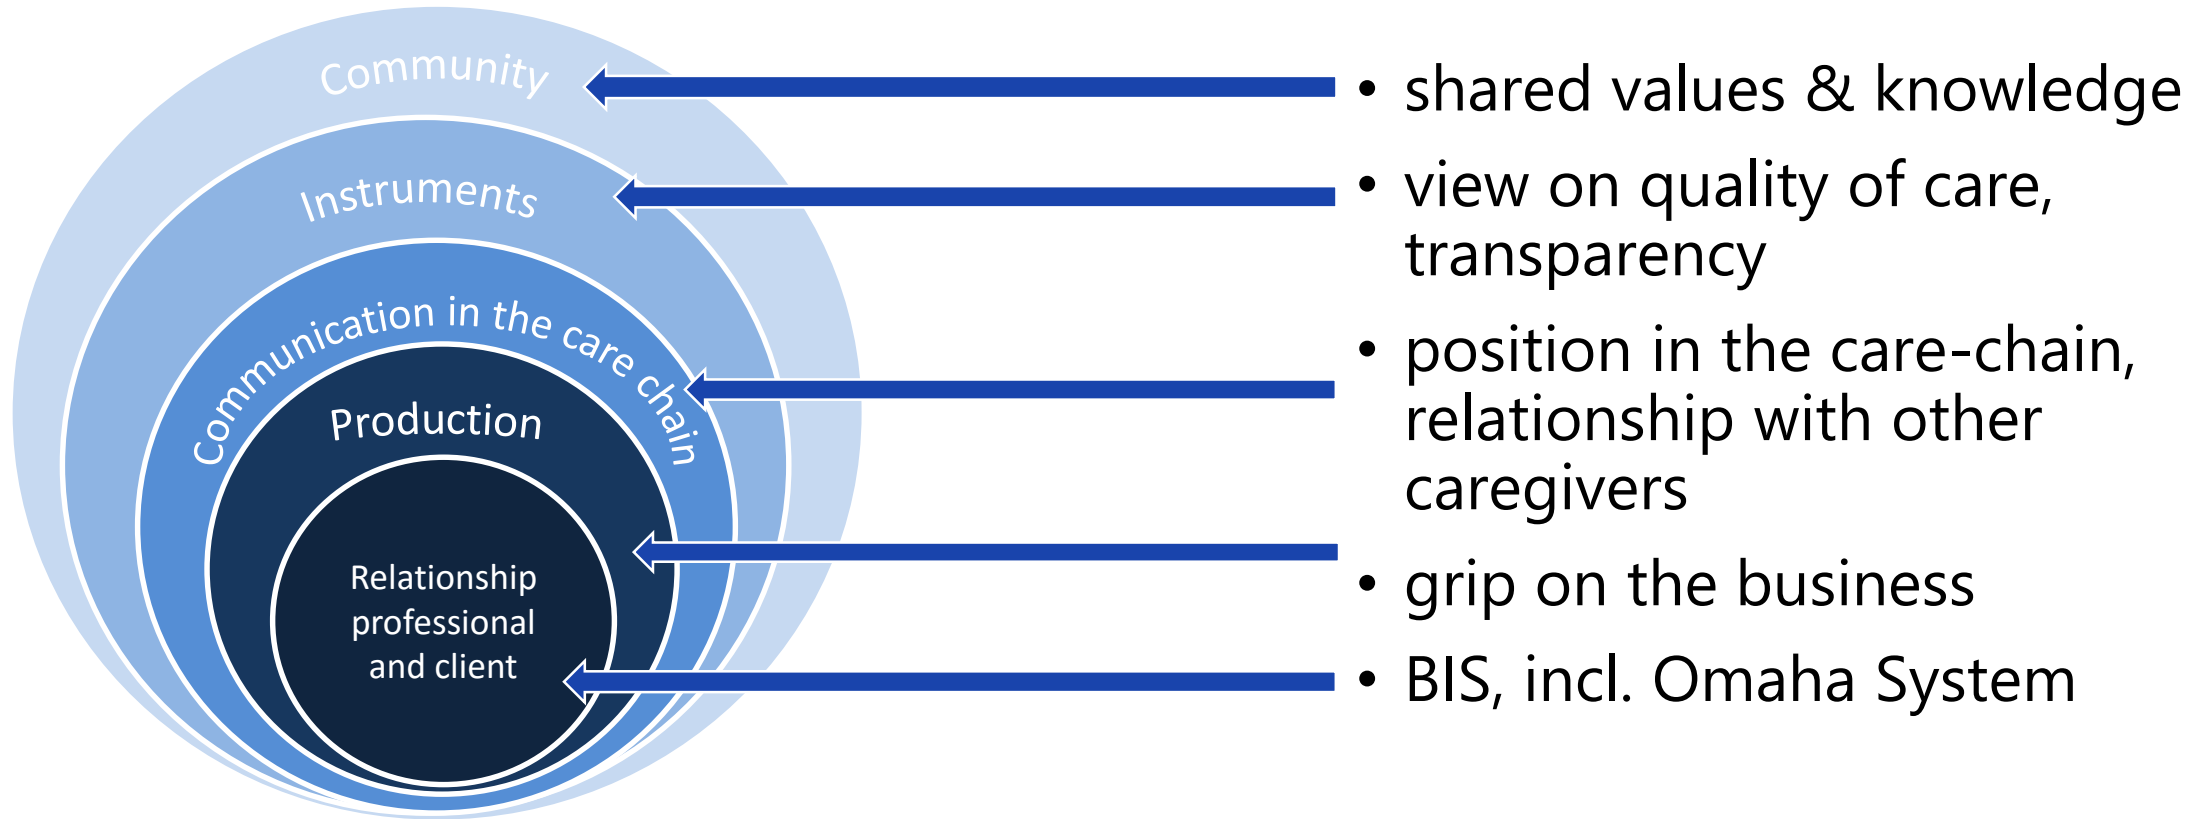 Community
Instruments
Communication in the care chain
Production
Relationship
professional
and client
• shared values & knowledge
• view on quality of care,
transparency
• position in the care-chain,
relationship with other
caregivers
• grip on the business
• BIS, incl. Omaha System